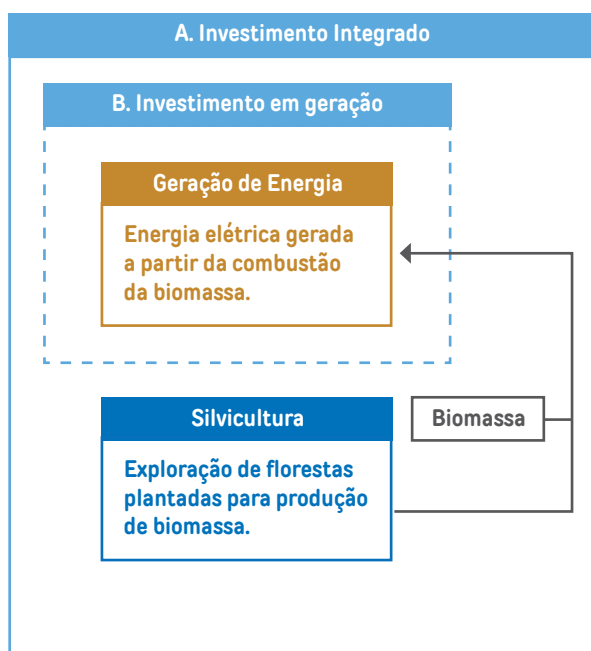 A. Investimento Integrado
B. Investimento em geração
Geração de Energia
Energia elétrica gerada
a partir da combustão
da biomassa.
Silvicultura
Biomassa
Exploração de florestas
plantadas para produção
de biomassa.